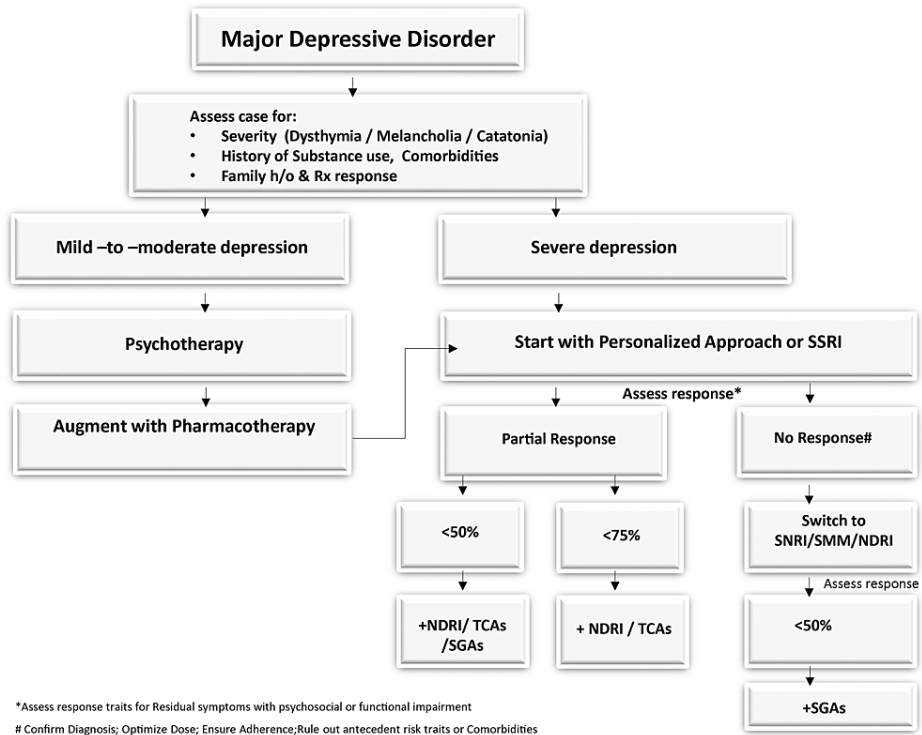 Major Depressive Disorder
Assess case for:
• Severity (Dysthymia / Melancholia / Catatonia)
• History of Substance use, Comorbidities
• Family h/o & Rx response
Mild –to –moderate depression
Severe depression
Psychotherapy
Start with Personalized Approach or SSRI
Augment with Pharmacotherapy
Assess response*
Partial Response
No Response#
<50%
<75%
Switch to
SNRI/SMM/NDRI
Assess response
+NDRI/ TCAs
/SGAs
+ NDRI / TCAs
<50%
+SGAs
*Assess response traits for Residual symptoms with psychosocial or functional impairment
# Confirm Diagnosis; Optimize Dose; Ensure Adherence;Rule out antecedent risk traits or Comorbidities